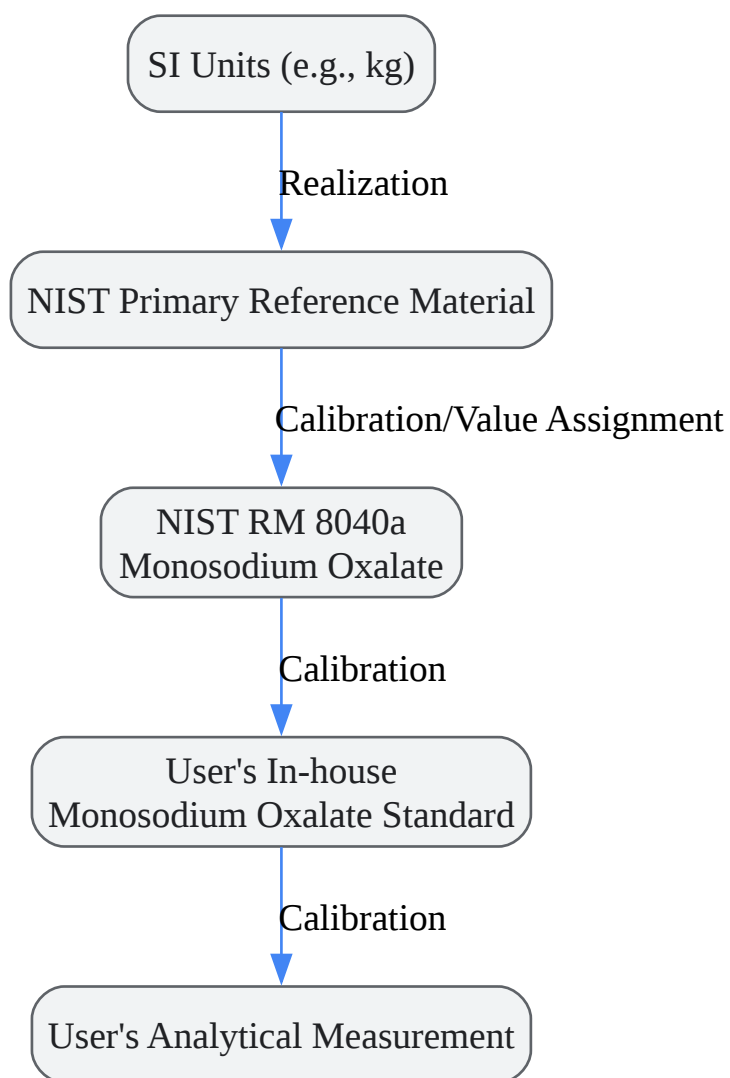 SI Units (e.g., kg)
Realization
NIST Primary Reference Material
Calibration/Value Assignment
NIST RM 8040a
Monosodium Oxalate
Calibration
User's In-house
Monosodium Oxalate Standard
Calibration
User's Analytical Measurement